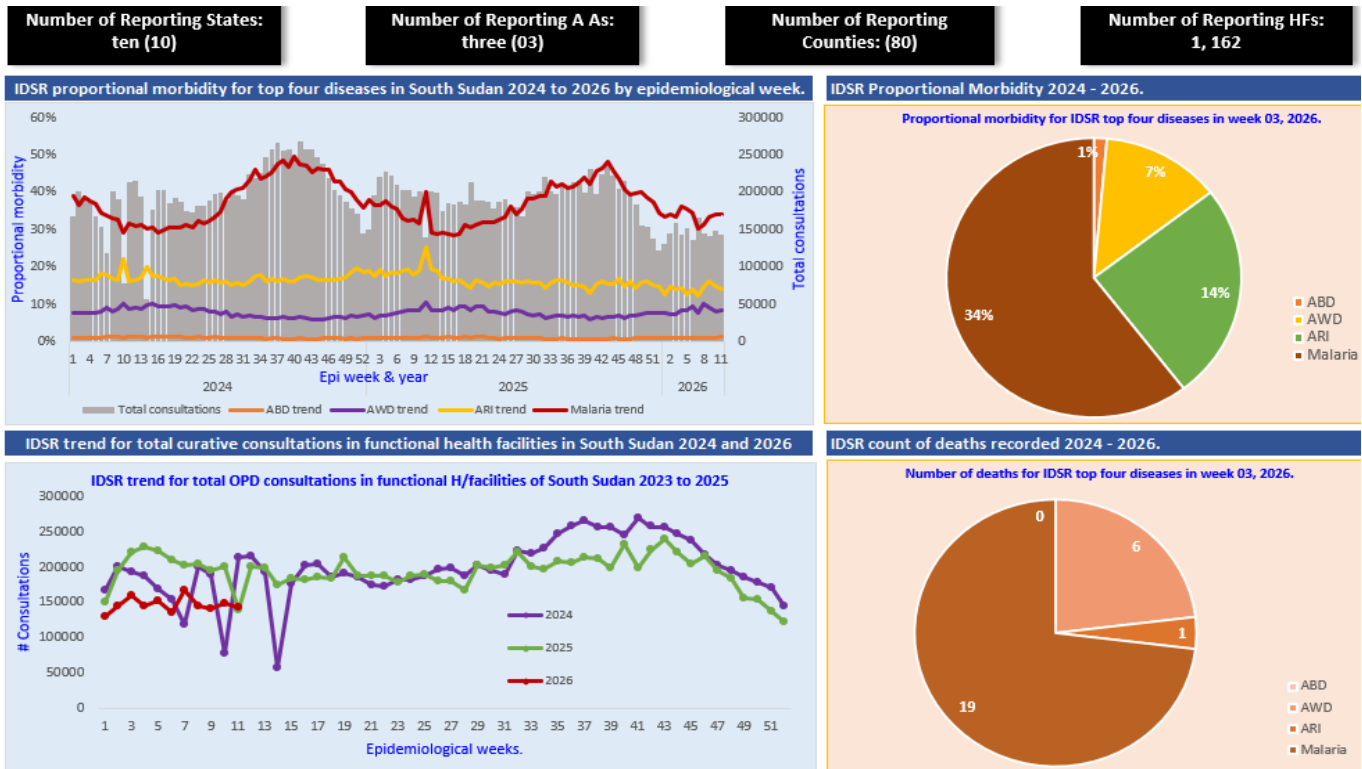 Number of Reporting States:
ten (10)
Number of Reporting A As:
three (03)
Number of Reporting
Counties: (80)
Number of Reporting HFs:
1, 162
IDSR proportional morbidity for top four diseases in South Sudan 2024 to 2026 by epidemiological week.
60%
50%
40%
30%
20%
10%
0%
Proportional morbidity
300000
250000
200000
150000
100000
50000
0
Total consultations
1 4 7 10 13 16 19 22 25 28 31 34 37 40 43 46 49 52 3 6 9 12 15 18 21 24 27 30 33 36 39 42 45 48 51 2 5 8 11
2024 2025 2026
Epi week & year
Total consultations ABD trend AWD trend ARI trend Malaria trend
IDSR Proportional Morbidity 2024 - 2026.
Proportional morbidity for IDSR top four diseases in week 03, 2026.
1%
7%
14%
34%
ABD
AWD
ARI
Malaria
IDSR trend for total curative consultations in functional health facilities in South Sudan 2024 and 2026
IDSR trend for total OPD consultations in functional H/facilities of South Sudan 2023 to 2025
300000
250000
200000
150000
100000
50000
0
# Consultations
2024
2025
2026
1 3 5 7 9 11 13 15 17 19 21 23 25 27 29 31 33 35 37 39 41 43 45 47 49 51
Epidemiological weeks.
IDSR count of deaths recorded 2024 - 2026.
Number of deaths for IDSR top four diseases in week 03, 2026.
0
6
1
19
ABD
AWD
ARI
Malaria